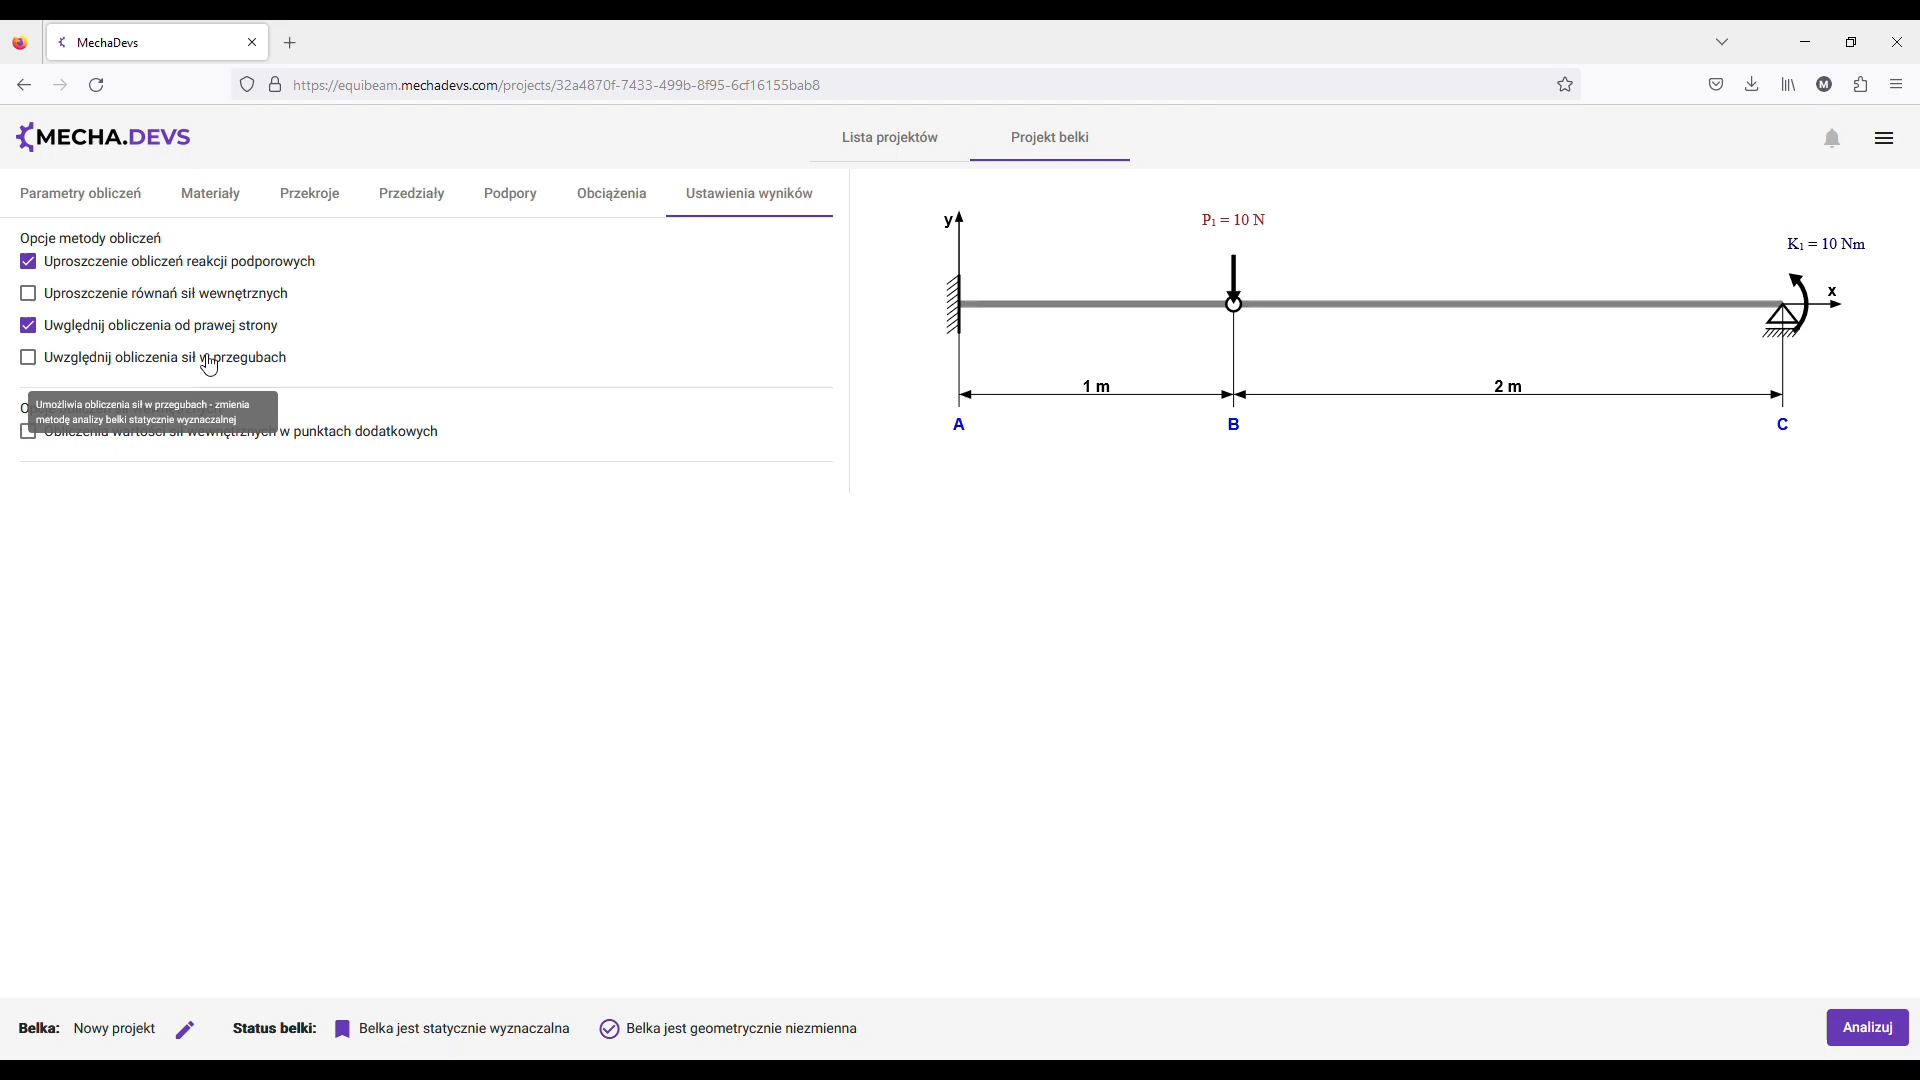 MechaDevs
https://equibeam.mechadevs.com/projects/32a4870f-7433-499b-8f95-6cf16155bab8
M
MECHA.DEVS
Lista projektów
Projekt belki
Parametry obliczeń
Materiały
Przekroje
Przedziały
Podpory
Obciążenia
Ustawienia wyników
Opcje metody obliczeń
Uproszczenie obliczeń reakcji podporowych
Uproszczenie równań sił wewnętrznych
Uwględnij obliczenia od prawej strony
Uwzględnij obliczenia sił w przegubach
Umożliwia obliczenia sił w przegubach - zmienia
metodę analizy belki statycznie wyznaczalnej
Obliczenia wartości sił wewnętrznych w punktach dodatkowych
y
P₁ = 10 N
K₁ = 10 Nm
x
1 m
2 m
A
B
C
Belka: Nowy projekt
Status belki: Belka jest statycznie wyznaczalna
Belka jest geometrycznie niezmienna
Analizuj